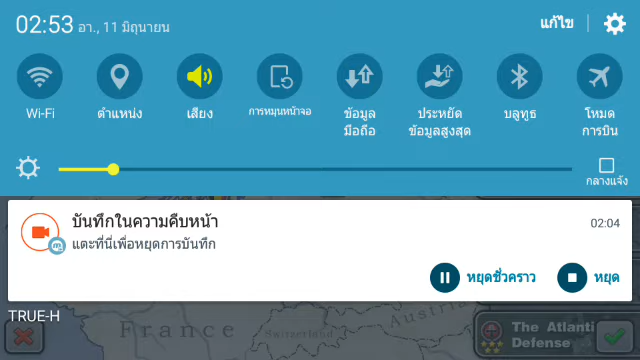 02:53 อา., 11 มิถุนายน
แก้ไข
Wi-Fi
ตำแหน่ง
เสียง
การหมุนหน้าจอ
ข้อมูล
มือถือ
ประหยัด
ข้อมูลสูงสุด
บลูทูธ
โหมด
การบิน
กลางแจ้ง
บันทึกในความคืบหน้า
02:04
แตะที่นี่เพื่อหยุดการบันทึก
หยุดชั่วคราว
หยุด
TRUE-H
France
Switzerland
Austria
The Atlanti
Defense